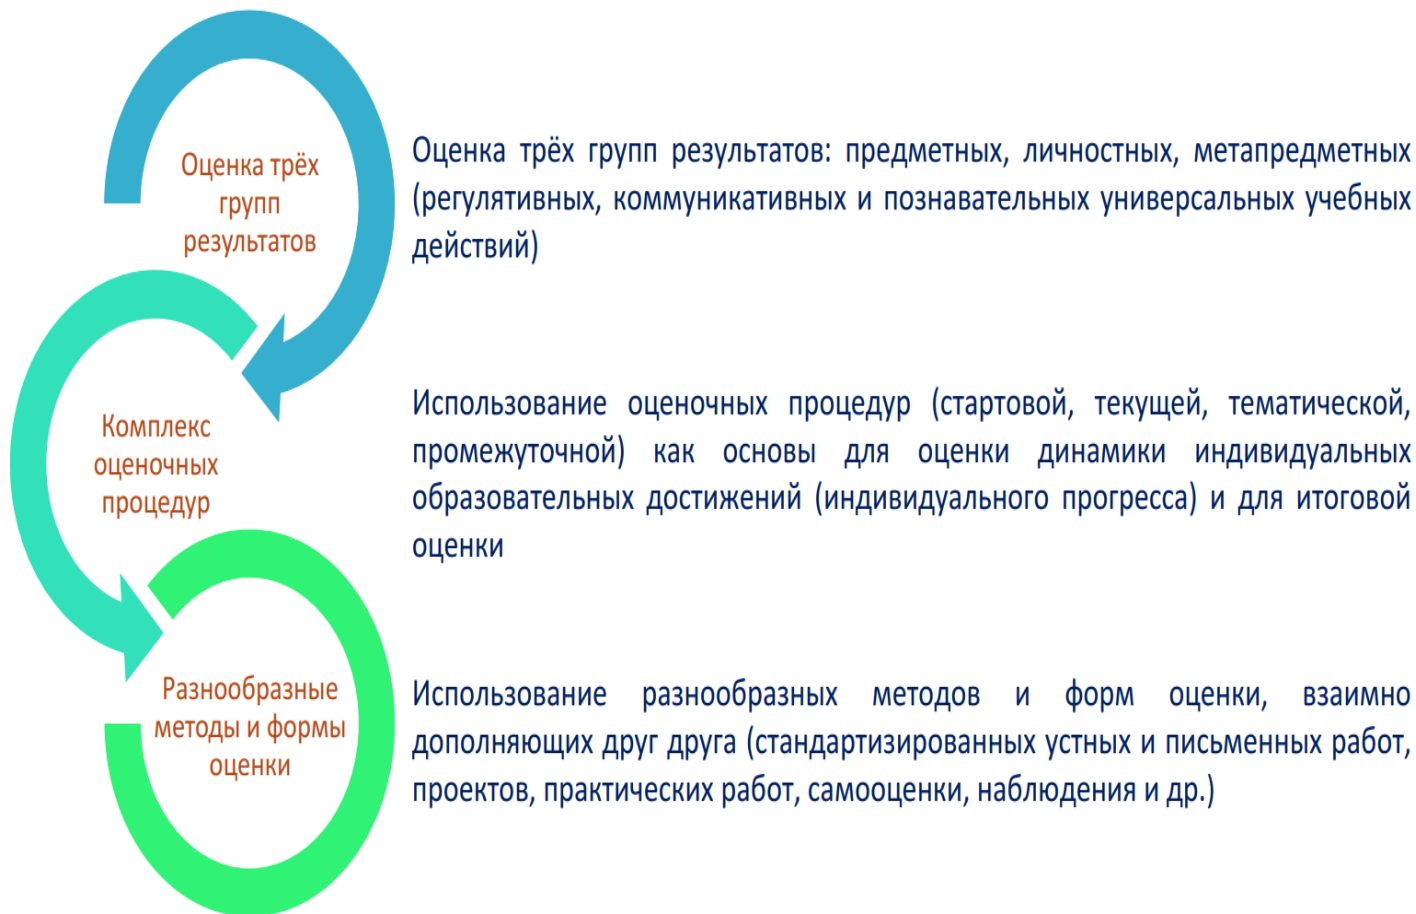 Оценка трёх
групп
результатов
Оценка трёх групп результатов: предметных, личностных, метапредметных
(регулятивных, коммуникативных и познавательных универсальных учебных
действий)
Комплекс
оценочных
процедур
Использование оценочных процедур (стартовой, текущей, тематической,
промежуточной) как основы для оценки динамики индивидуальных
образовательных достижений (индивидуального прогресса) и для итоговой
оценки
Разнообразные
методы и формы
оценки
Использование разнообразных методов и форм оценки, взаимно
дополняющих друг друга (стандартизированных устных и письменных работ,
проектов, практических работ, самооценки, наблюдения и др.)